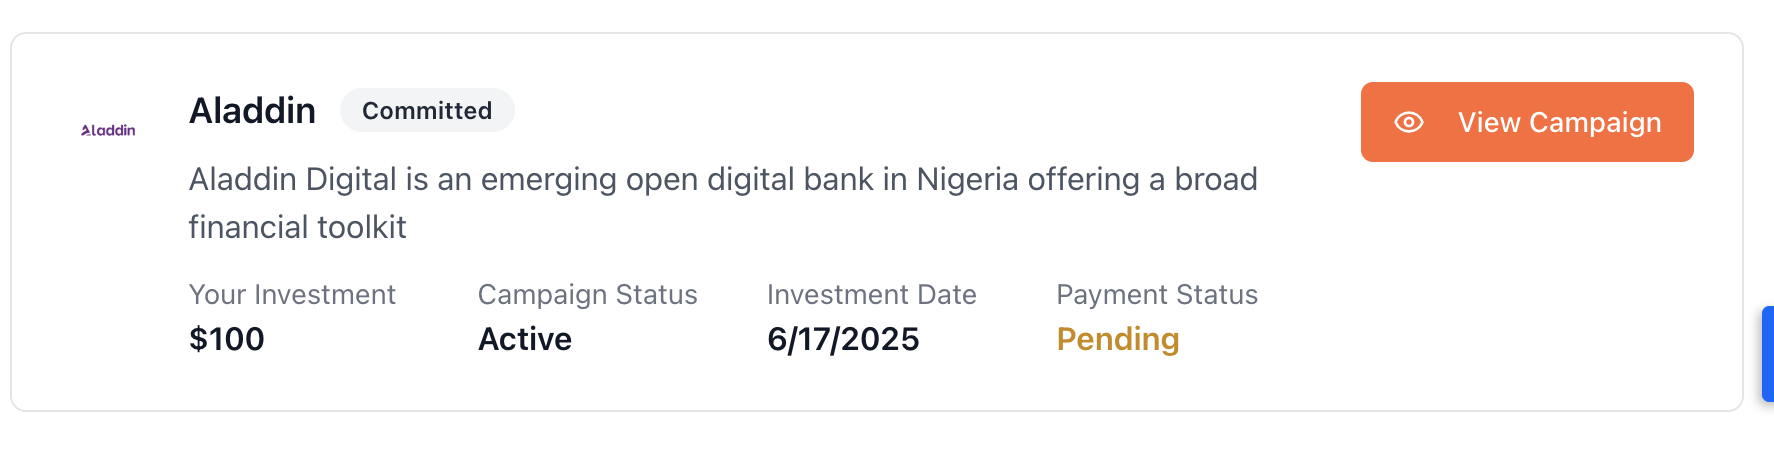 Aladdin
Aladdin Committed
View Campaign
Aladdin Digital is an emerging open digital bank in Nigeria offering a broad
financial toolkit
Your Investment Campaign Status Investment Date Payment Status
$100 Active 6/17/2025 Pending